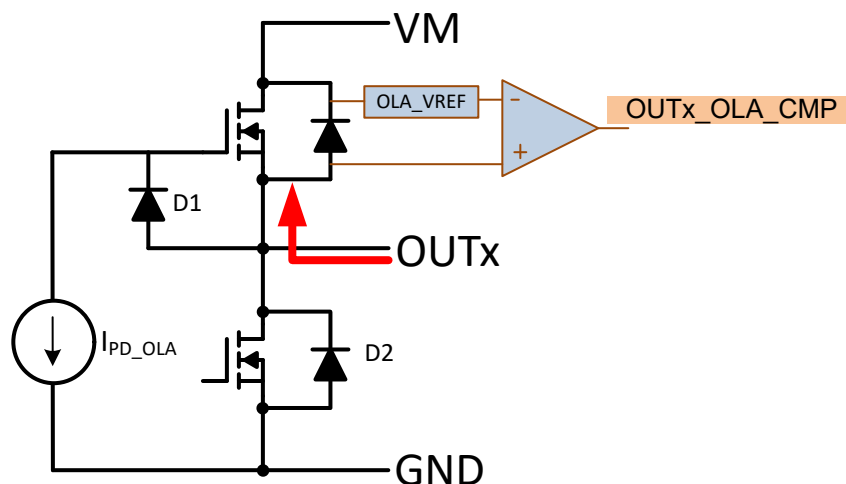 VM
OLA_VREF
-
+
OUTx_OLA_CMP
D1
OUTx
IPD_OLA
D2
GND